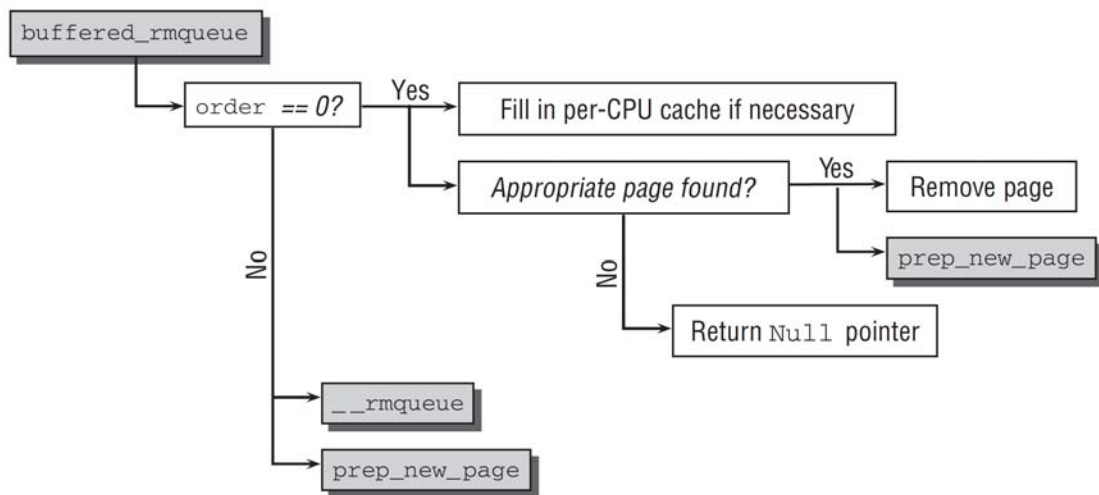 buffered_rmqueue
order == 0?
Yes
Fill in per-CPU cache if necessary
Appropriate page found?
Yes
Remove page
prep_new_page
No
No
Return Null pointer
__rmqueue
prep_new_page